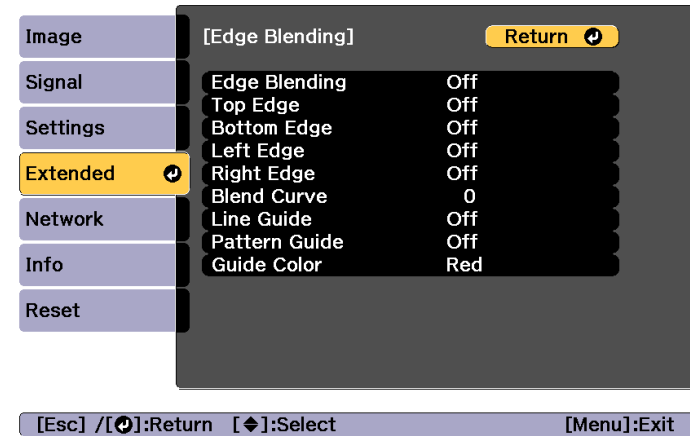 Image
Signal
Settings
Extended
Network
Info
Reset
[Edge Blending] Return
Edge Blending Off
Top Edge Off
Bottom Edge Off
Left Edge Off
Right Edge Off
Blend Curve 0
Line Guide Off
Pattern Guide Off
Guide Color Red
[Esc] /[⏎]:Return [◆]:Select [Menu]:Exit